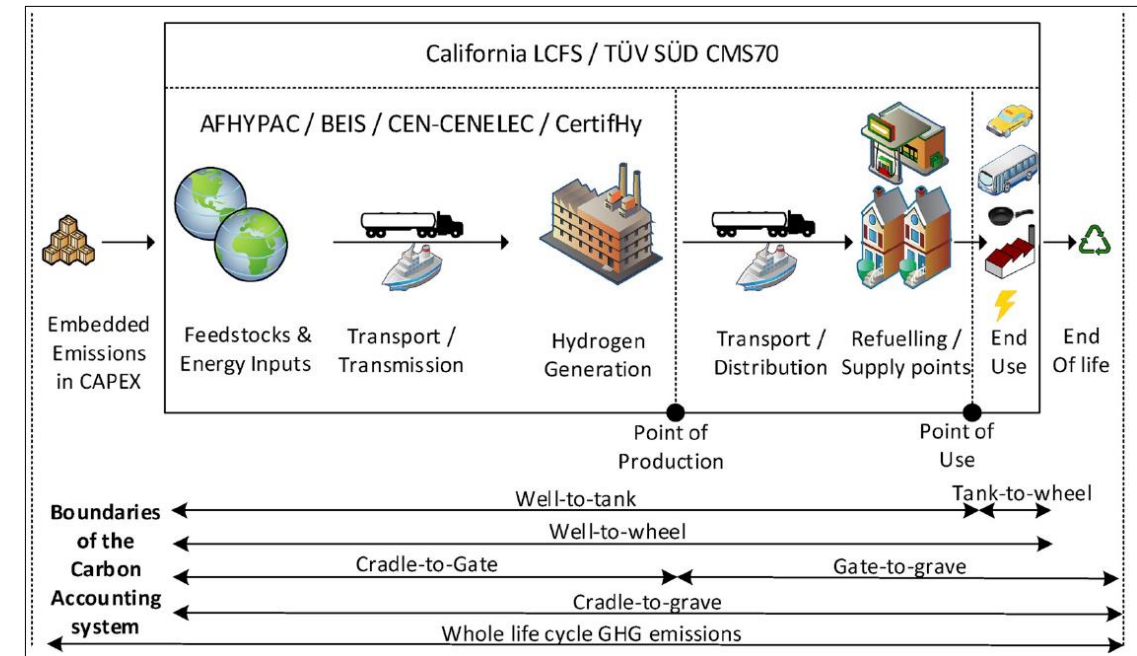 California LCFS / TÜV SÜD CMS70
AFHYPAC / BEIS / CEN-CENELEC / CertifHy
Embedded
Emissions
in CAPEX
Feedstocks &
Energy Inputs
Transport /
Transmission
Hydrogen
Generation
Transport /
Distribution
Refuelling /
Supply points
End
Use
End
Of life
Point of
Production
Point of
Use
Boundaries
of the
Carbon
Accounting
system
Well-to-tank
Tank-to-wheel
Well-to-wheel
Cradle-to-Gate
Gate-to-grave
Cradle-to-grave
Whole life cycle GHG emissions